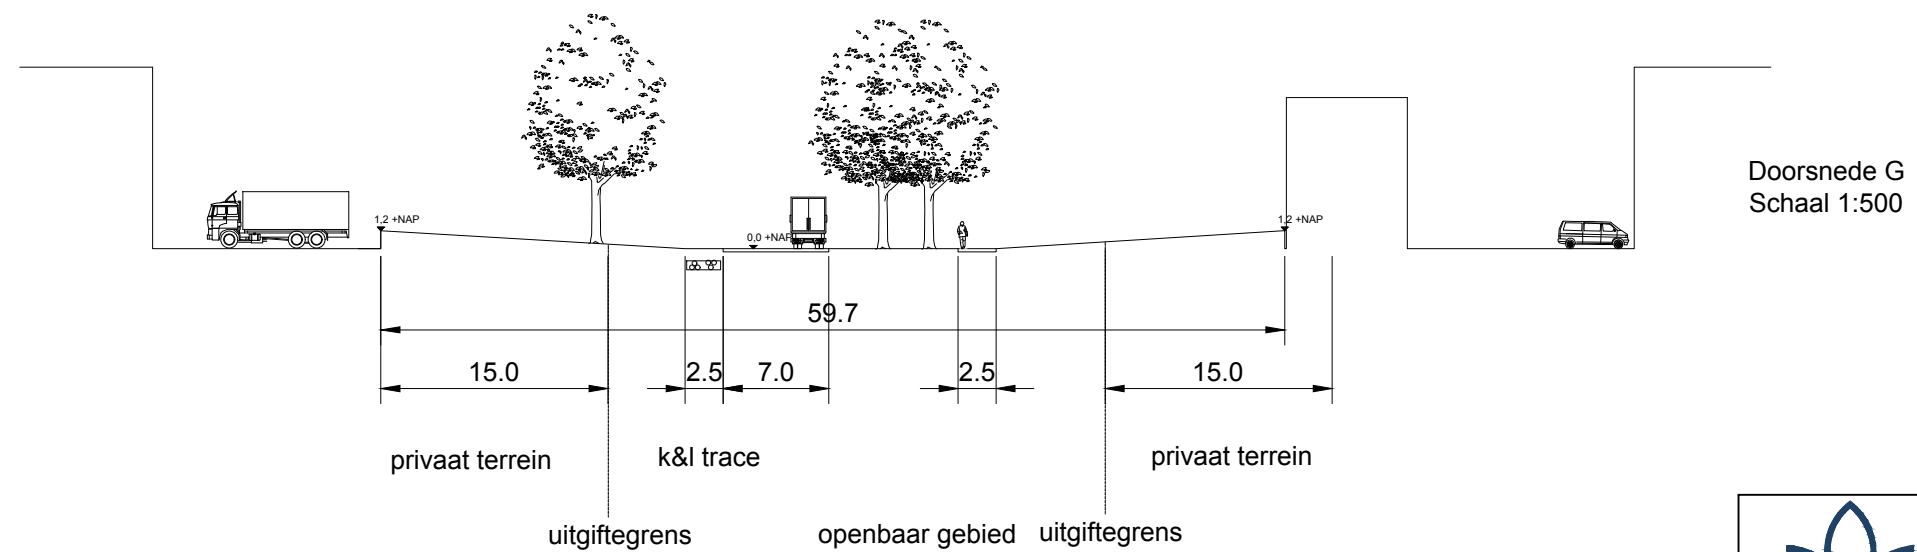 Doorsnede G
Schaal 1:500
1,2 +NAP
0,0 +NAP
1,2 +NAP
59.7
15.0
2.5
7.0
2.5
15.0
privaat terrein
k&l trace
privaat terrein
uitgiftegrens
openbaar gebied
uitgiftegrens